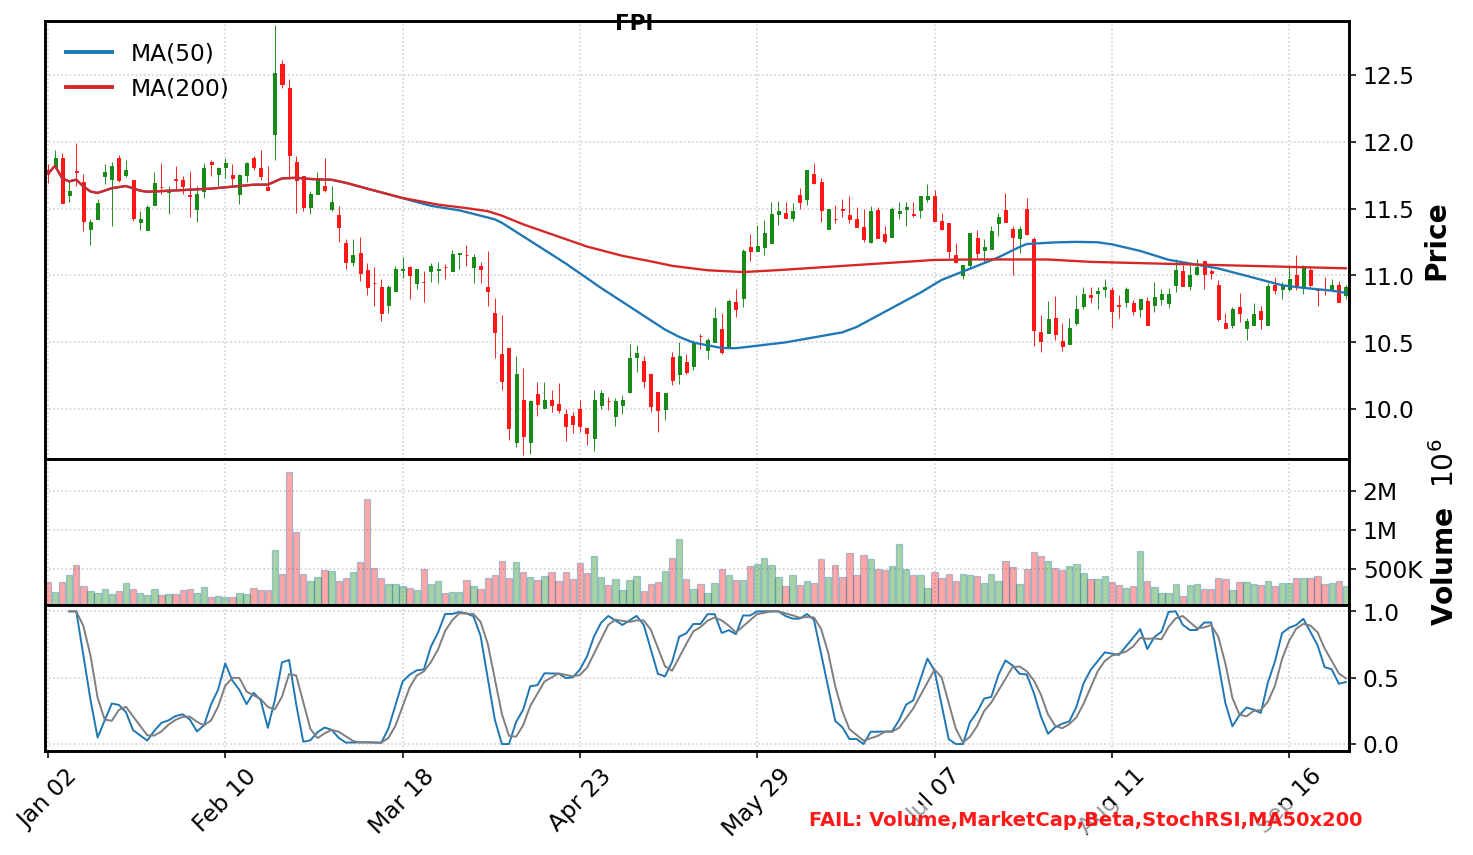 FPI
MA(50)
MA(200)
12.5
12.0
11.5
11.0
10.5
10.0
Price
2M
1M
500K
Volume 10⁶
1.0
0.5
0.0
Jan 02
Feb 10
Mar 18
Apr 23
May 29
Jul 07
Aug 11
Sep 16
FAIL: Volume,MarketCap,Beta,StochRSI,MA50x200